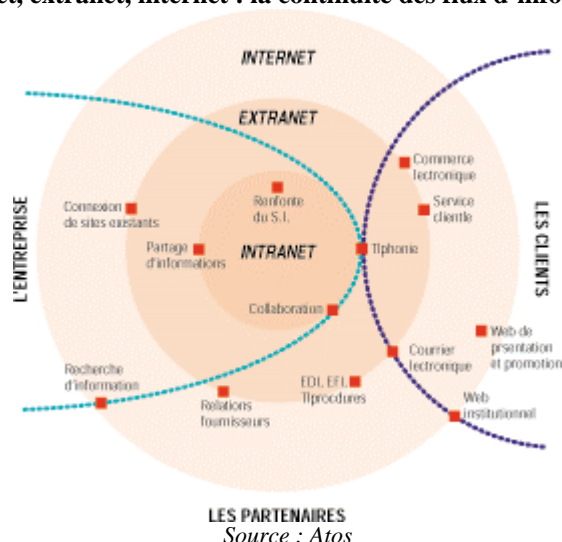 extranet, internet : la continuité des flux d'info
INTERNET
EXTRANET
Commerce
lectronique
Renfonte
du S.I.
Service
clientle
Connexion
de sites existants
L'ENTREPRISE
LES CLIENTS
Partage
d'informations
INTRANET
Tlphonie
Collaboration
Web de
prsentation
et promotion
Courrier
lectronique
Recherche
d'information
EDI, EFI,
Tlprocdures
Relations
fournisseurs
Web
institutionnel
LES PARTENAIRES
Source : Atos